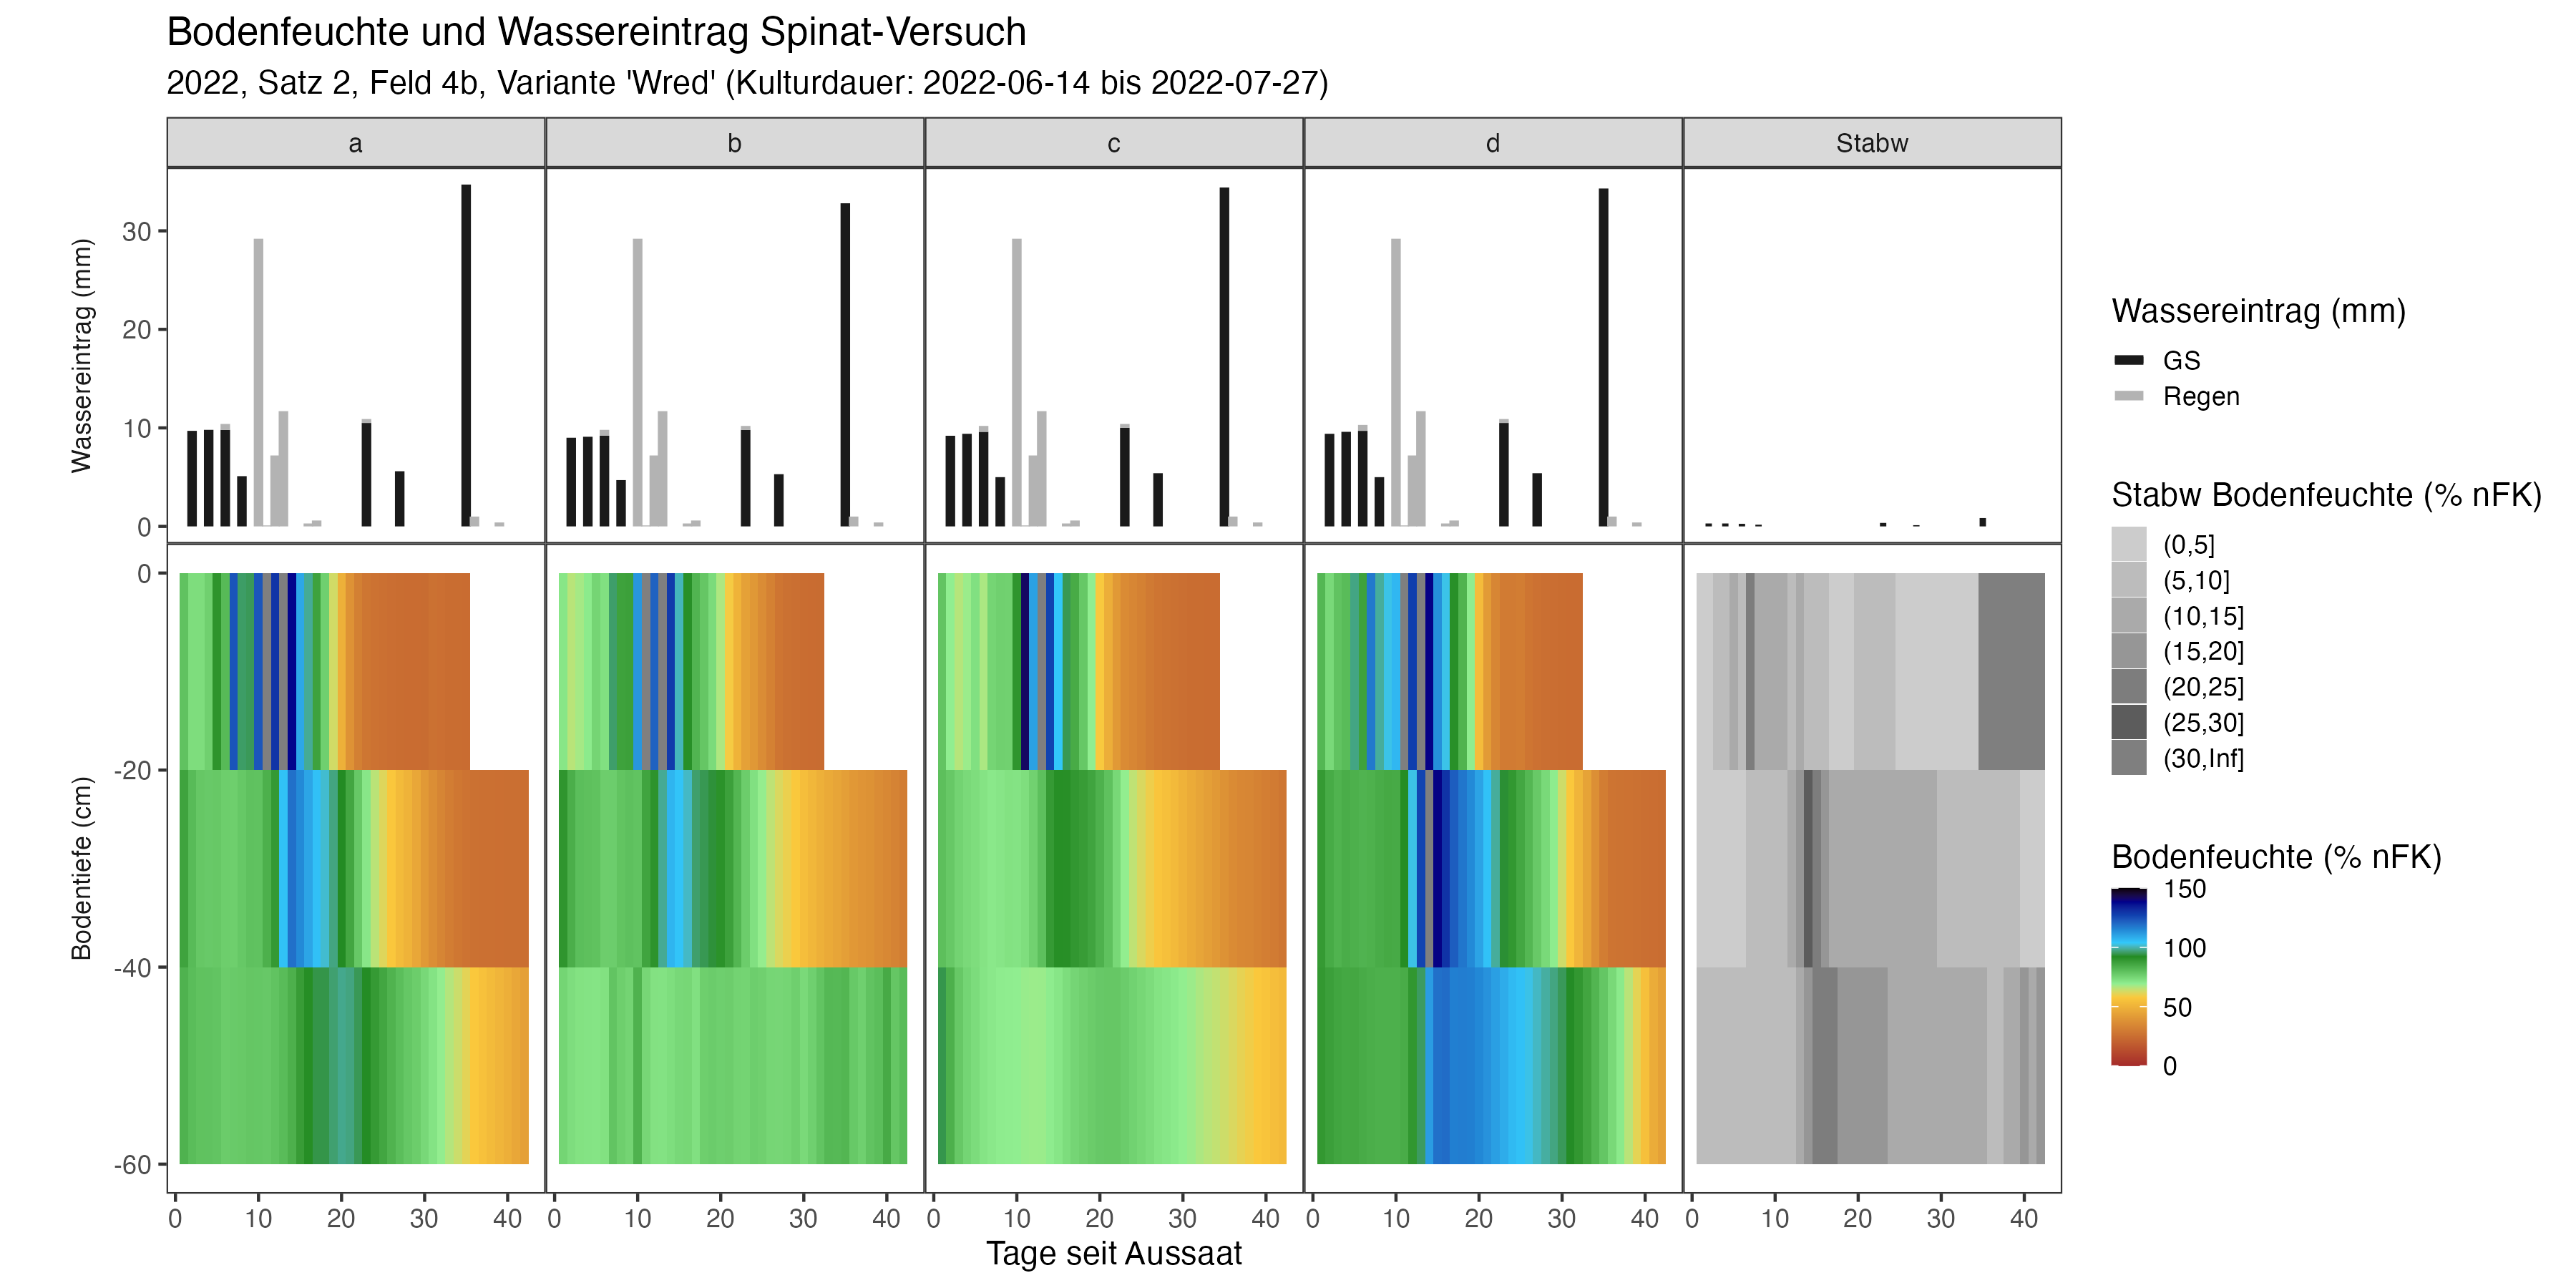 Bodenfeuchte und Wassereintrag Spinat-Versuch
2022, Satz 2, Feld 4b, Variante 'Wred' (Kulturdauer: 2022-06-14 bis 2022-07-27)
a b c d Stabw
Wassereintrag (mm)
30
20
10
0
Bodentiefe (cm)
0
-20
-40
-60
0 10 20 30 40 0 10 20 30 40 0 10 20 30 40 0 10 20 30 40 0 10 20 30 40
Tage seit Aussaat
Wassereintrag (mm)
GS
Regen
Stabw Bodenfeuchte (% nFK)
(0,5]
(5,10]
(10,15]
(15,20]
(20,25]
(25,30]
(30,Inf]
Bodenfeuchte (% nFK)
150
100
50
0